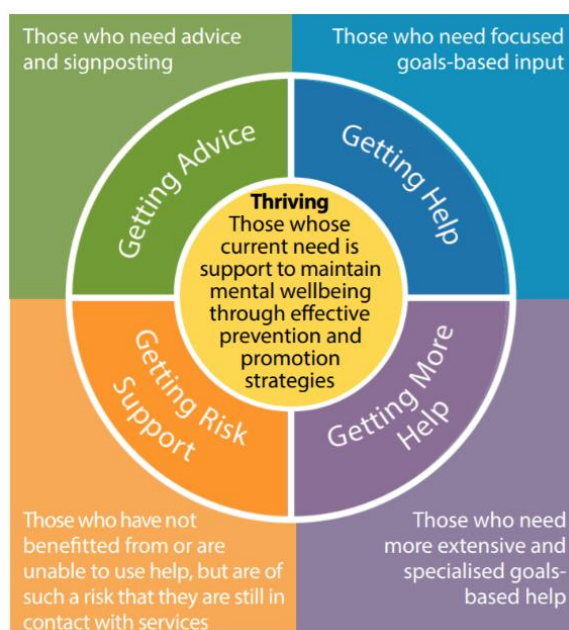 Those who need advice
and signposting
Those who need focused
goals-based input
Getting Advice
Getting Help
Thriving
Those whose
current need is
support to maintain
mental wellbeing
through effective
prevention and
promotion
strategies
Getting Risk
Support
Getting More
Help
Those who have not
benefitted from or are
unable to use help, but are of
such a risk that they are still in
contact with services
Those who need
more extensive and
specialised goals-
based help